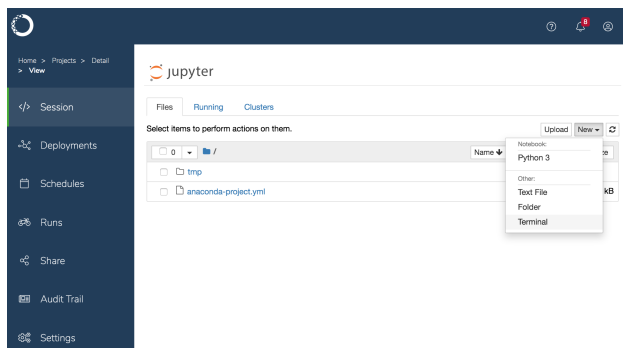 8
Home > Projects > Detail
> View
Jupyter
</> Session
Files Running Clusters
Select items to perform actions on them.
Upload New
Deployments
0 /
Name
Notebook:
Python 3
tmp
Other:
Schedules
anaconda-project.yml
Text File
kB
Folder
Runs
Terminal
Share
Audit Trail
Settings